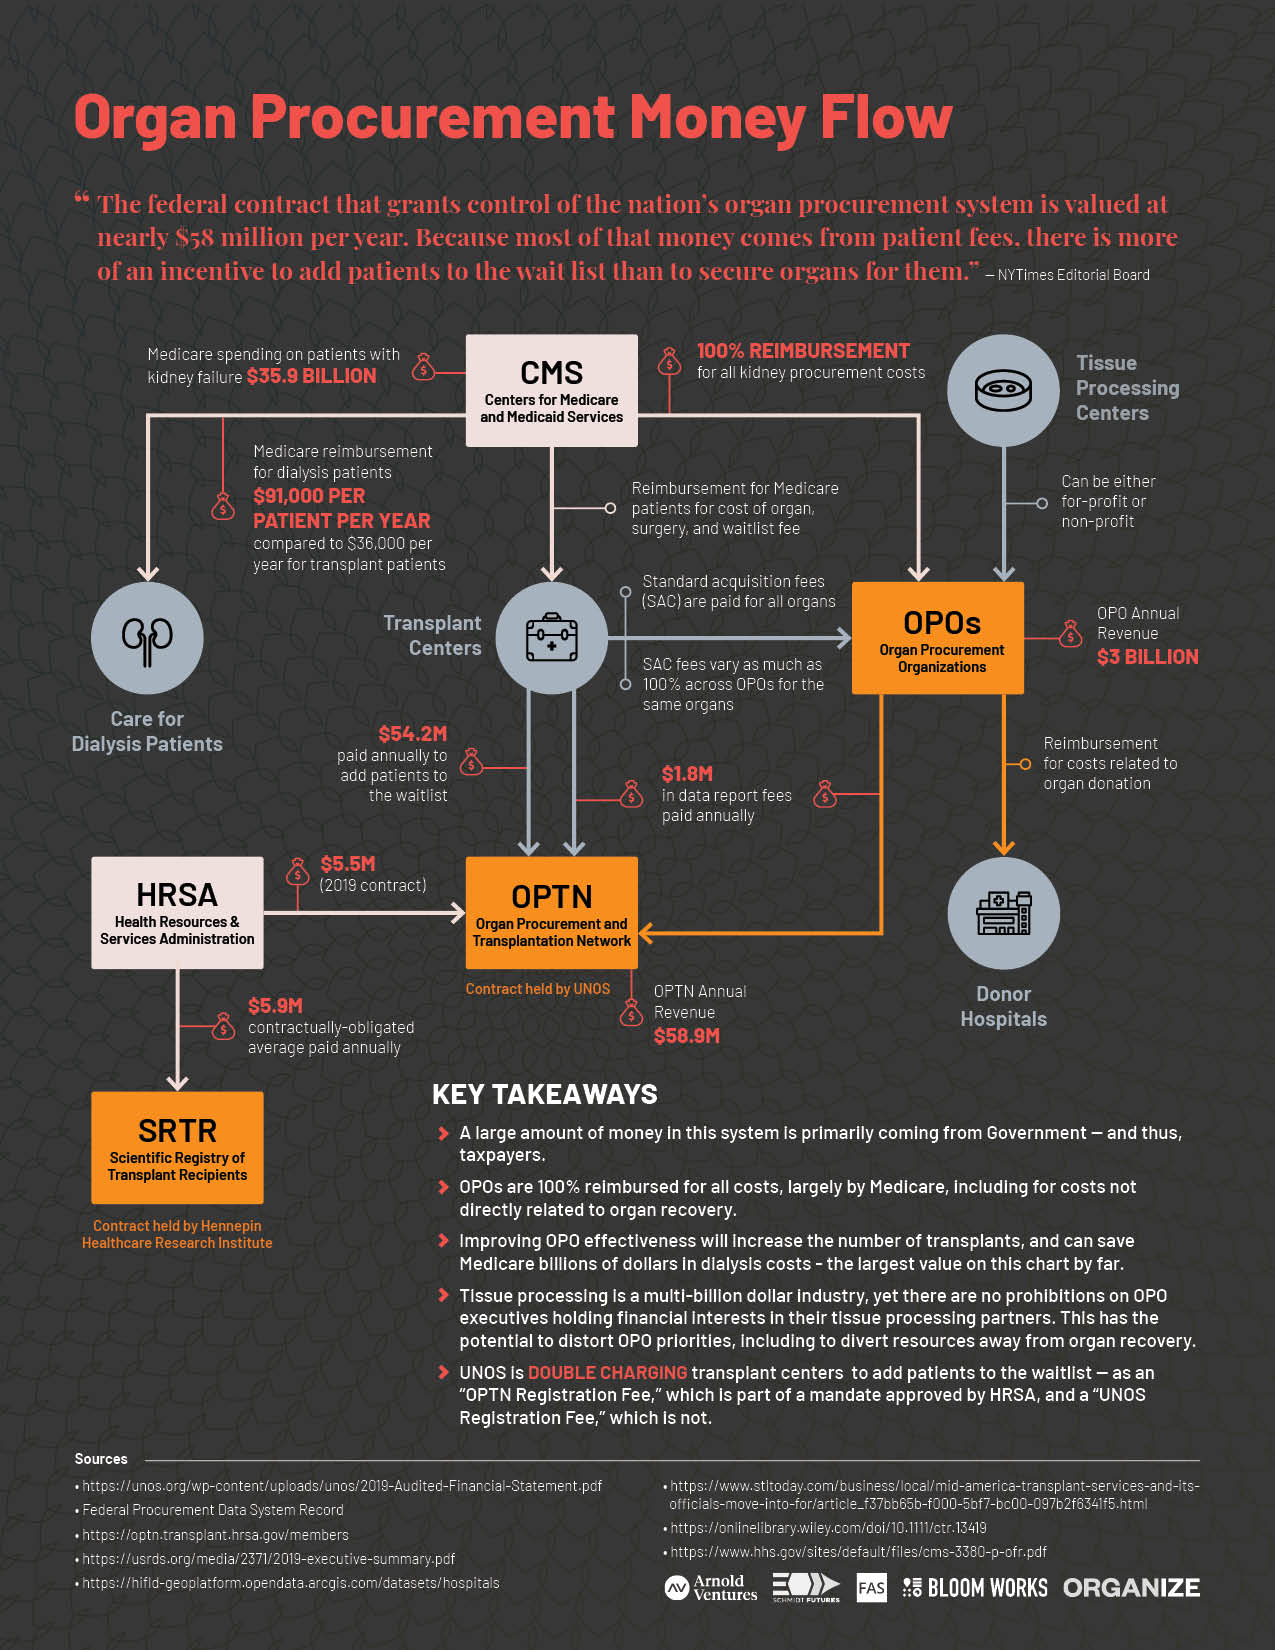 Organ Procurement Money Flow
“ The federal contract that grants control of the nation’s organ procurement system is valued at
nearly $58 million per year. Because most of that money comes from patient fees, there is more
of an incentive to add patients to the wait list than to secure organs for them.” — NYTimes Editorial Board
Medicare spending on patients with
kidney failure $35.9 BILLION
CMS
Centers for Medicare
and Medicaid Services
100% REIMBURSEMENT
for all kidney procurement costs
Tissue
Processing
Centers
Medicare reimbursement
for dialysis patients
$91,000 PER
PATIENT PER YEAR
compared to $36,000 per
year for transplant patients
Reimbursement for Medicare
patients for cost of organ,
surgery, and waitlist fee
Can be either
for-profit or
non-profit
Care for
Dialysis Patients
Transplant
Centers
Standard acquisition fees
(SAC) are paid for all organs
SAC fees vary as much as
100% across OPOs for the
same organs
OPOs
Organ Procurement
Organizations
OPO Annual
Revenue
$3 BILLION
$54.2M
paid annually to
add patients to
the waitlist
$1.8M
in data report fees
paid annually
Reimbursement
for costs related to
organ donation
HRSA
Health Resources &
Services Administration
$5.5M
(2019 contract)
OPTN
Organ Procurement and
Transplantation Network
Contract held by UNOS
OPTN Annual
Revenue
$58.9M
Donor
Hospitals
$5.9M
contractually-obligated
average paid annually
SRTR
Scientific Registry of
Transplant Recipients
Contract held by Hennepin
Healthcare Research Institute
KEY TAKEAWAYS
A large amount of money in this system is primarily coming from Government — and thus,
taxpayers.
OPOs are 100% reimbursed for all costs, largely by Medicare, including for costs not
directly related to organ recovery.
Improving OPO effectiveness will increase the number of transplants, and can save
Medicare billions of dollars in dialysis costs - the largest value on this chart by far.
Tissue processing is a multi-billion dollar industry, yet there are no prohibitions on OPO
executives holding financial interests in their tissue processing partners. This has the
potential to distort OPO priorities, including to divert resources away from organ recovery.
UNOS is DOUBLE CHARGING transplant centers to add patients to the waitlist — as an
“OPTN Registration Fee,” which is part of a mandate approved by HRSA, and a “UNOS
Registration Fee,” which is not.
Sources
• https://unos.org/wp-content/uploads/unos/2019-Audited-Financial-Statement.pdf
• Federal Procurement Data System Record
• https://optn.transplant.hrsa.gov/members
• https://usrds.org/media/2371/2019-executive-summary.pdf
• https://hifld-geoplatform.opendata.arcgis.com/datasets/hospitals
• https://www.stltoday.com/business/local/mid-america-transplant-services-and-its-
officials-move-into-for/article_f37bb65b-f000-5bf7-bc00-097b2f6341f5.html
• https://onlinelibrary.wiley.com/doi/10.1111/ctr.13419
• https://www.hhs.gov/sites/default/files/cms-3380-p-ofr.pdf
AV Arnold
Ventures
SCHMIDT FUTURES
FAS
BLOOM WORKS
ORGANIZE